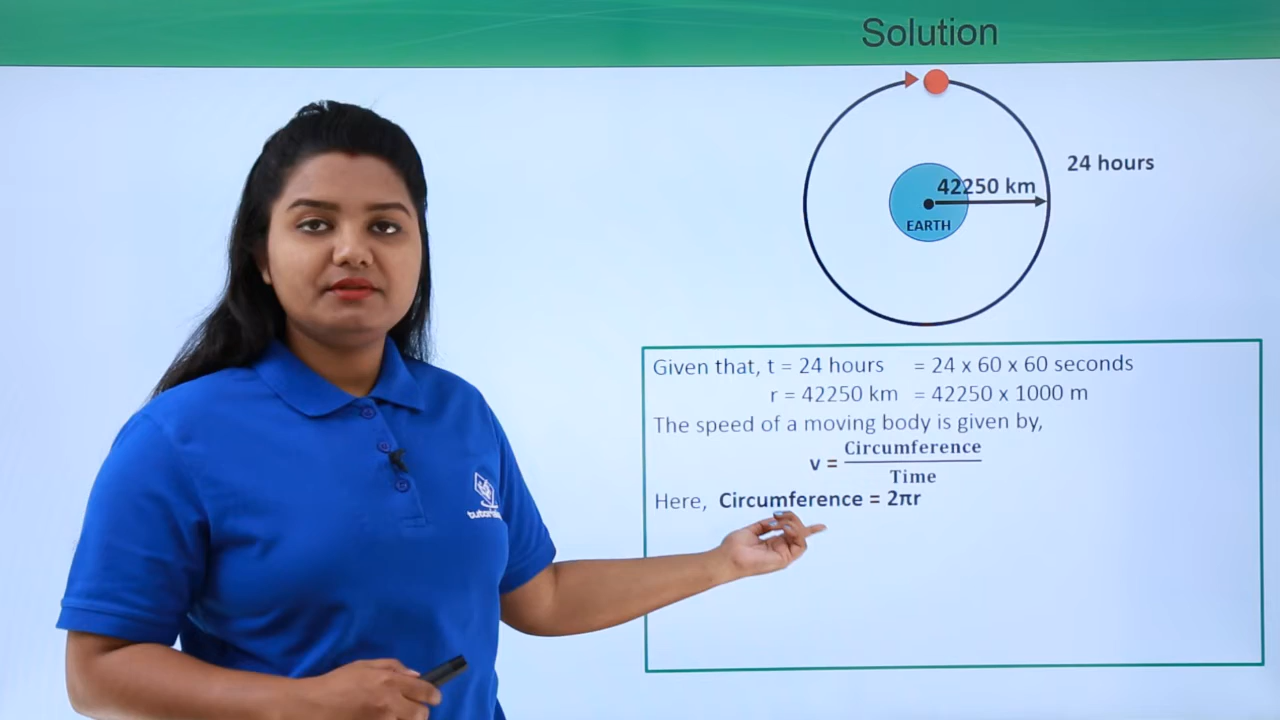 Solution
24 hours
42250 km
EARTH
Given that, t = 24 hours = 24 x 60 x 60 seconds
r = 42250 km = 42250 x 1000 m
The speed of a moving body is given by,
v = Circumference
Time
Here, Circumference = 2πr